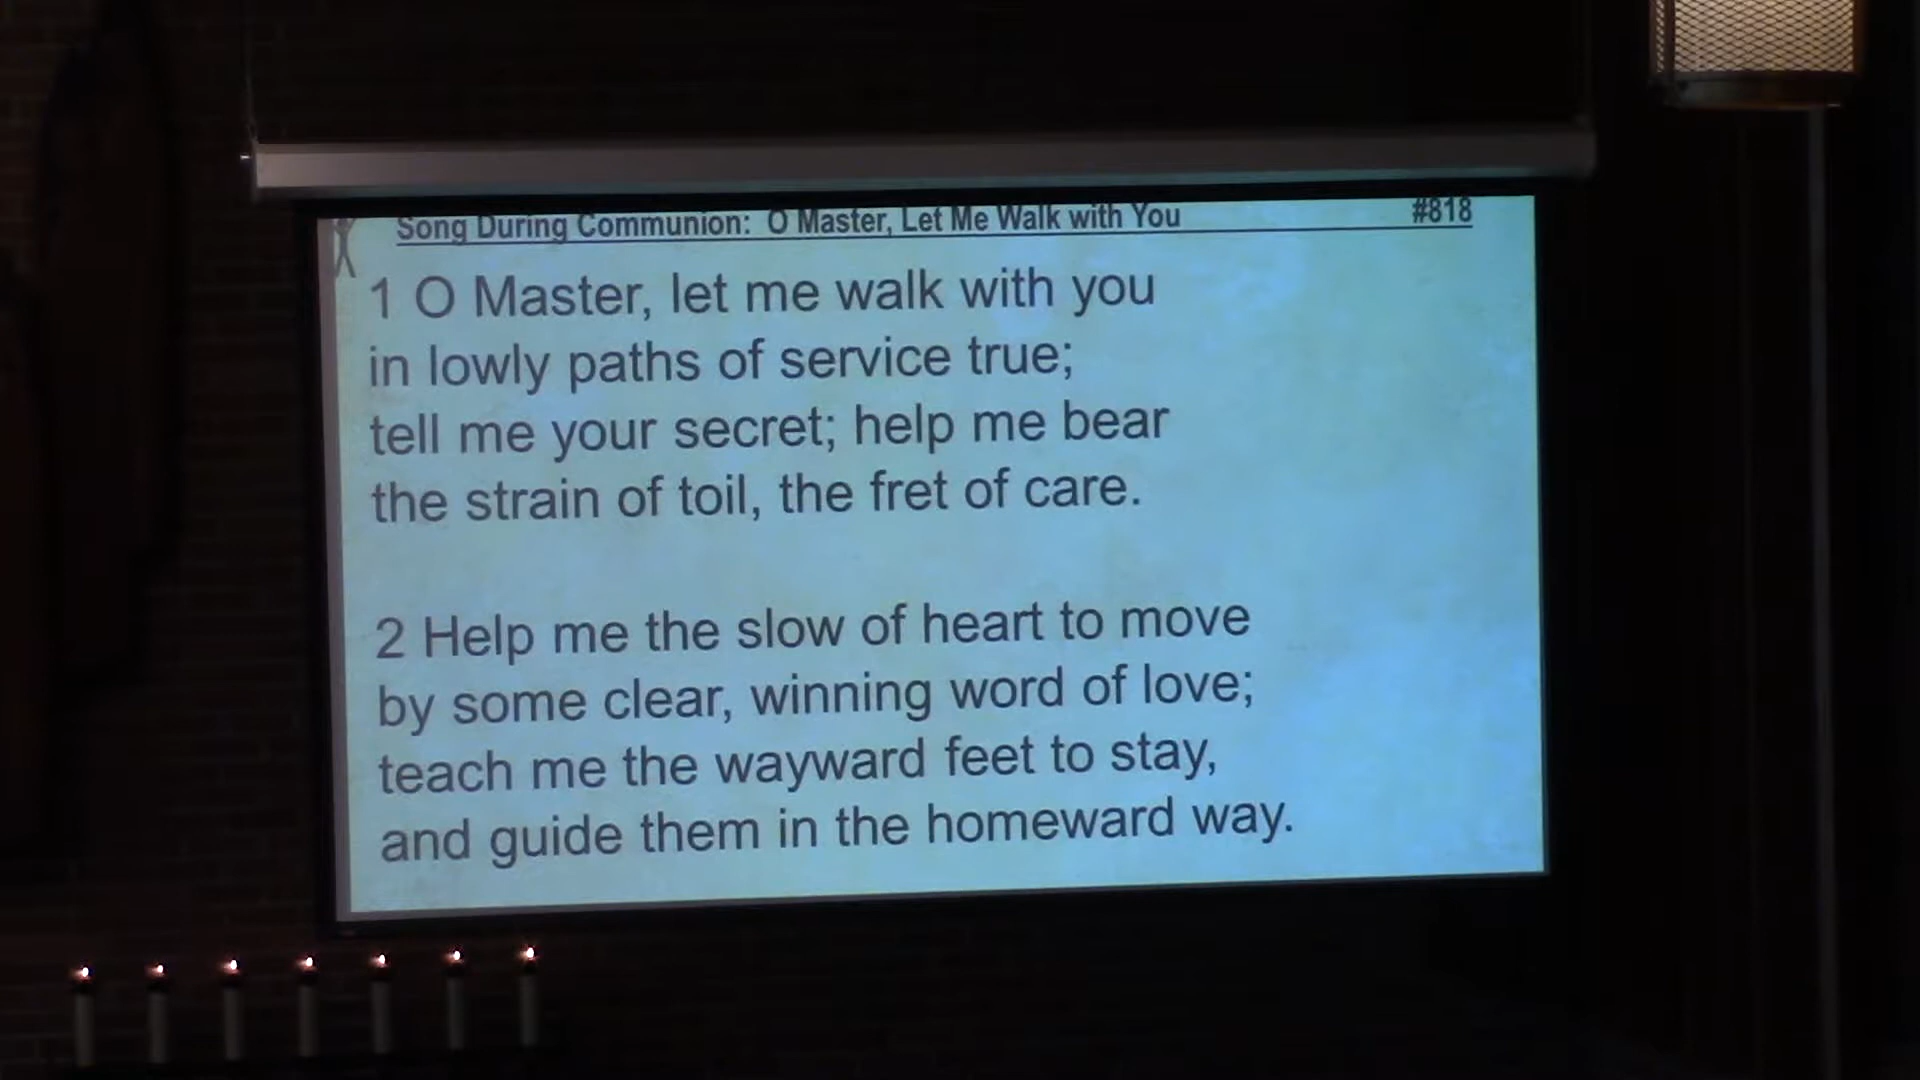 Song During Communion: O Master, Let Me Walk with You #818
1 O Master, let me walk with you
in lowly paths of service true;
tell me your secret; help me bear
the strain of toil, the fret of care.
2 Help me the slow of heart to move
by some clear, winning word of love;
teach me the wayward feet to stay,
and guide them in the homeward way.